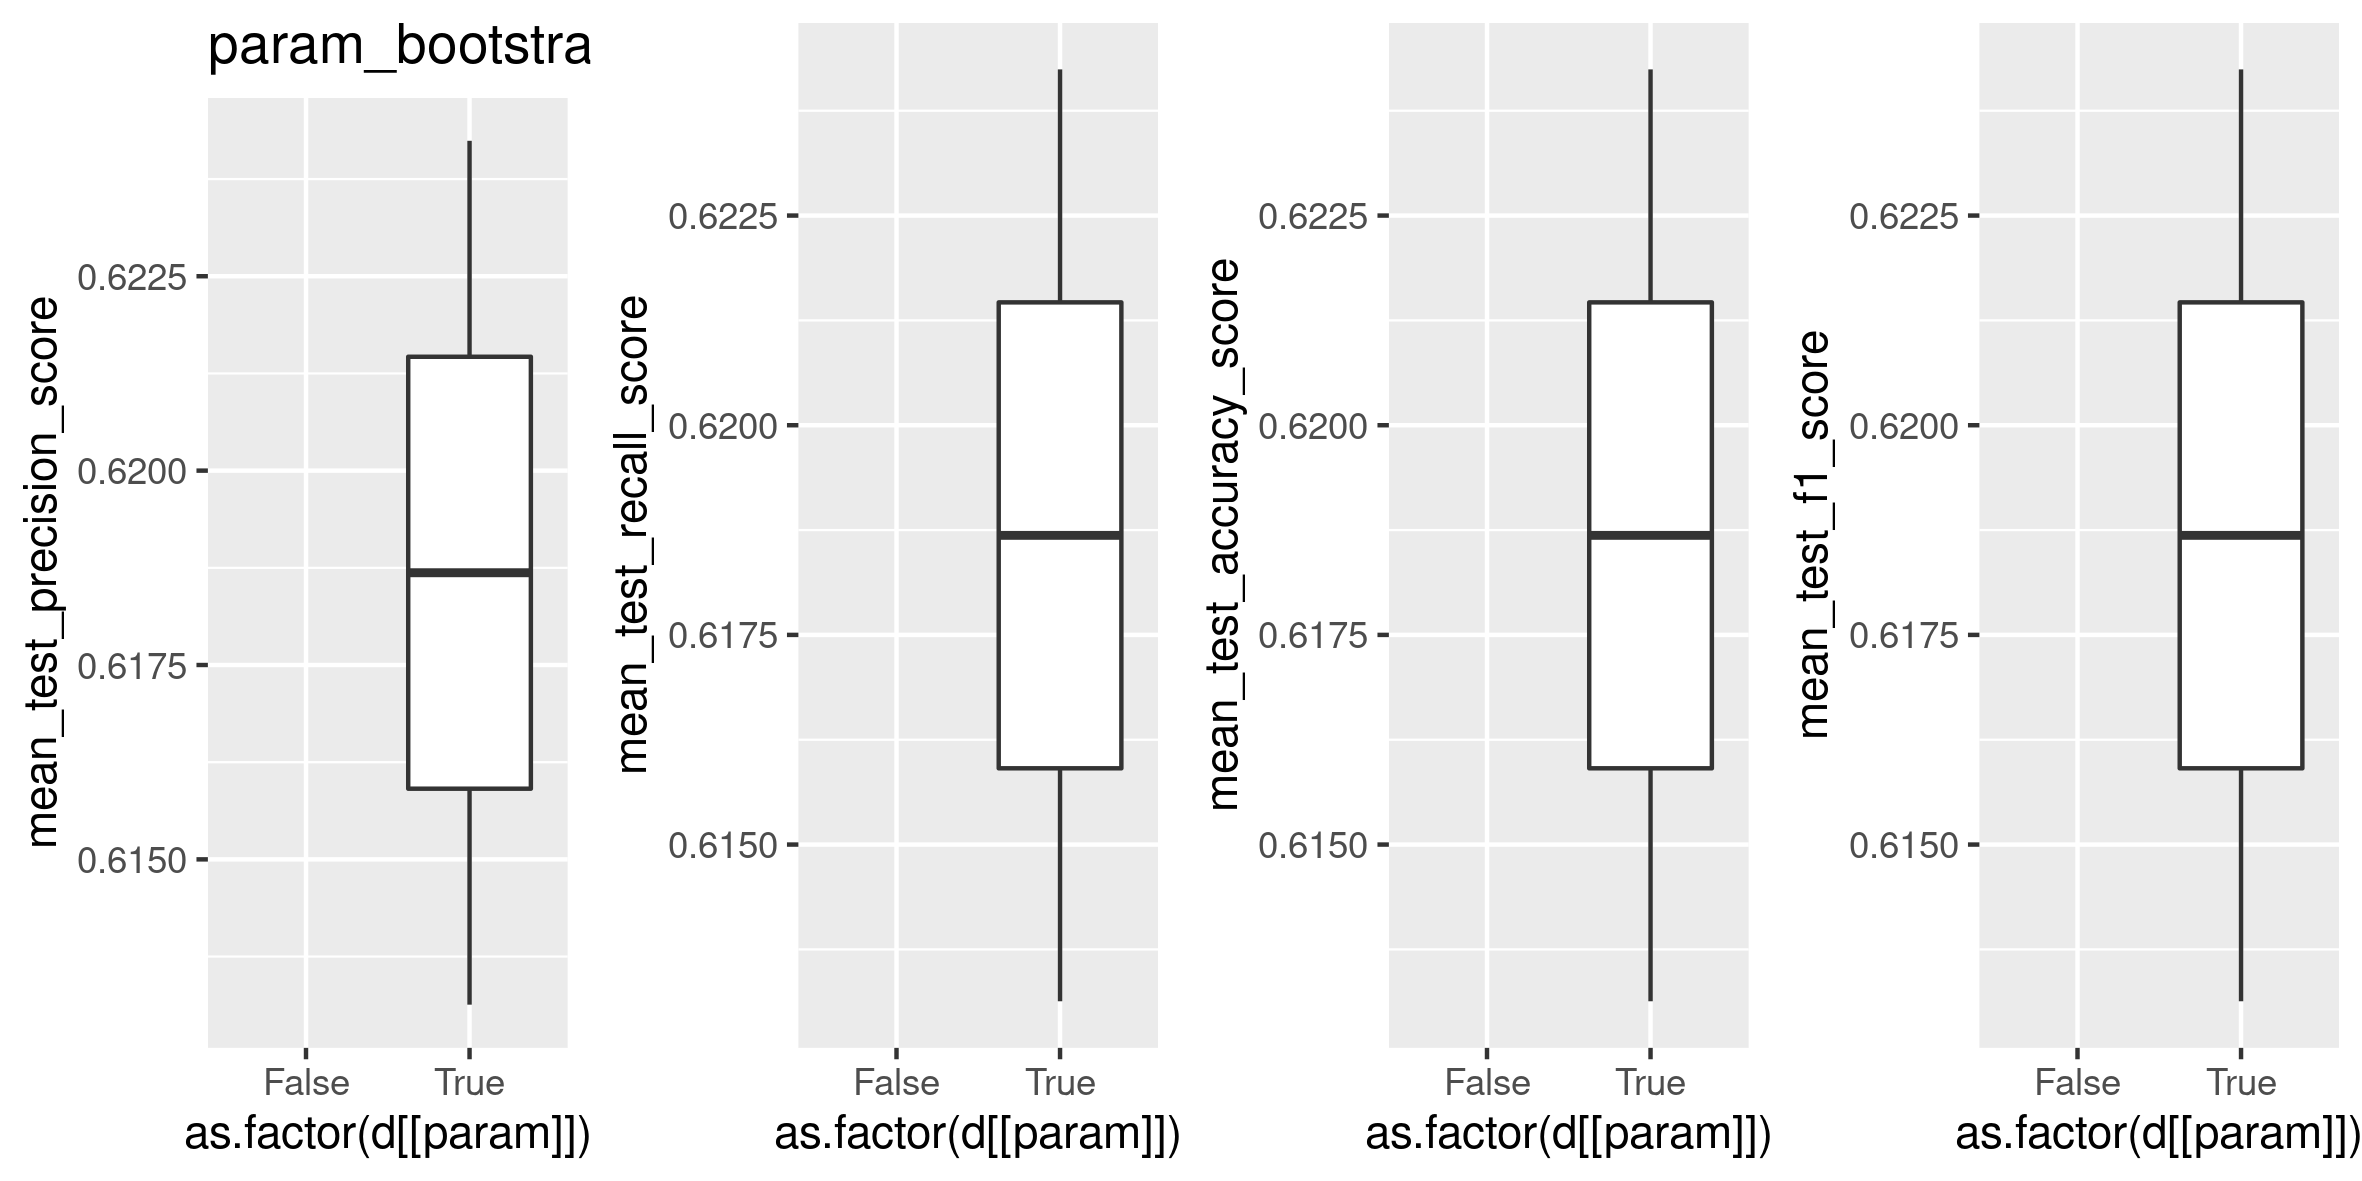 param_bootstra
mean_test_precision_score
0.6225
0.6200
0.6175
0.6150
False True
as.factor(d[[param]])
mean_test_recall_score
0.6225
0.6200
0.6175
0.6150
False True
as.factor(d[[param]])
mean_test_accuracy_score
0.6225
0.6200
0.6175
0.6150
False True
as.factor(d[[param]])
mean_test_f1_score
0.6225
0.6200
0.6175
0.6150
False True
as.factor(d[[param]])